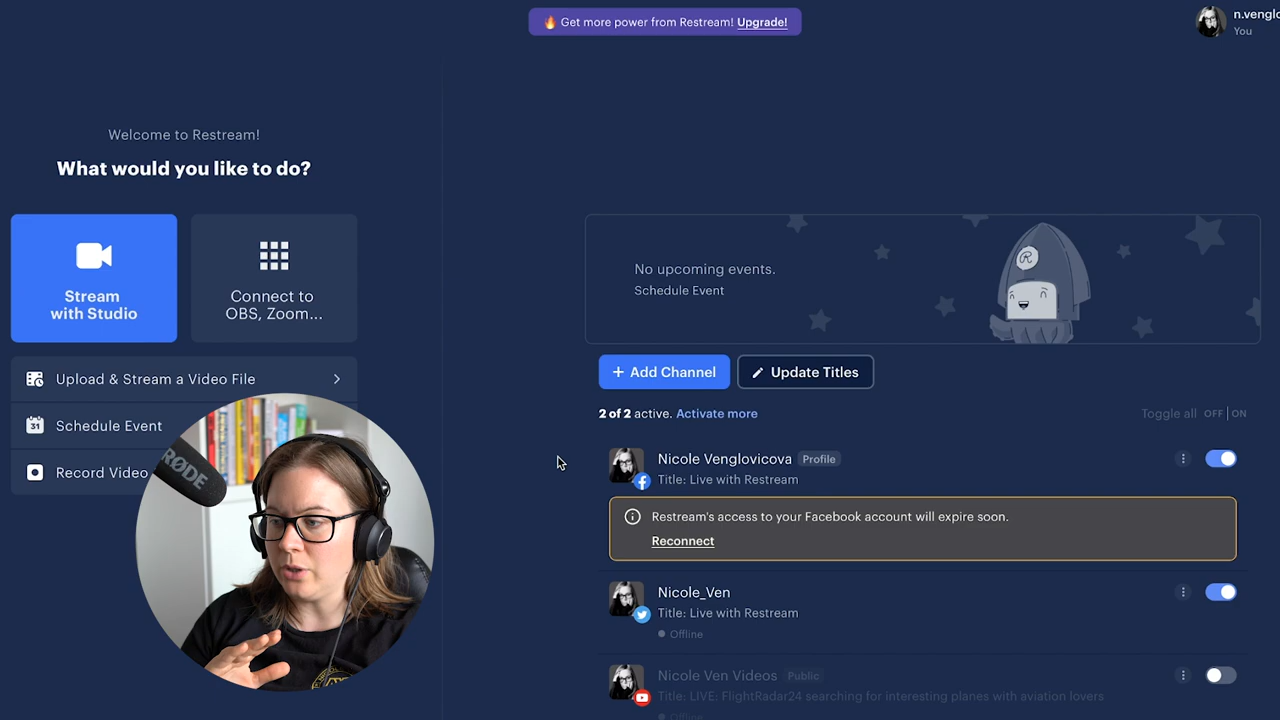 🔥 Get more power from Restream! Upgrade!
n.venglo
You
Welcome to Restream!
What would you like to do?
Stream
with Studio
Connect to
OBS, Zoom...
Upload & Stream a Video File
31 Schedule Event
Record Video
RØDE
No upcoming events.
Schedule Event
R
+ Add Channel
Update Titles
2 of 2 active. Activate more
Toggle all OFF | ON
Nicole Venglovicova Profile
Title: Live with Restream
Restream's access to your Facebook account will expire soon.
Reconnect
Nicole_Ven
Title: Live with Restream
Offline
Nicole Ven Videos Public
Title: LIVE: FlightRadar24 searching for interesting planes with aviation lovers
Offline